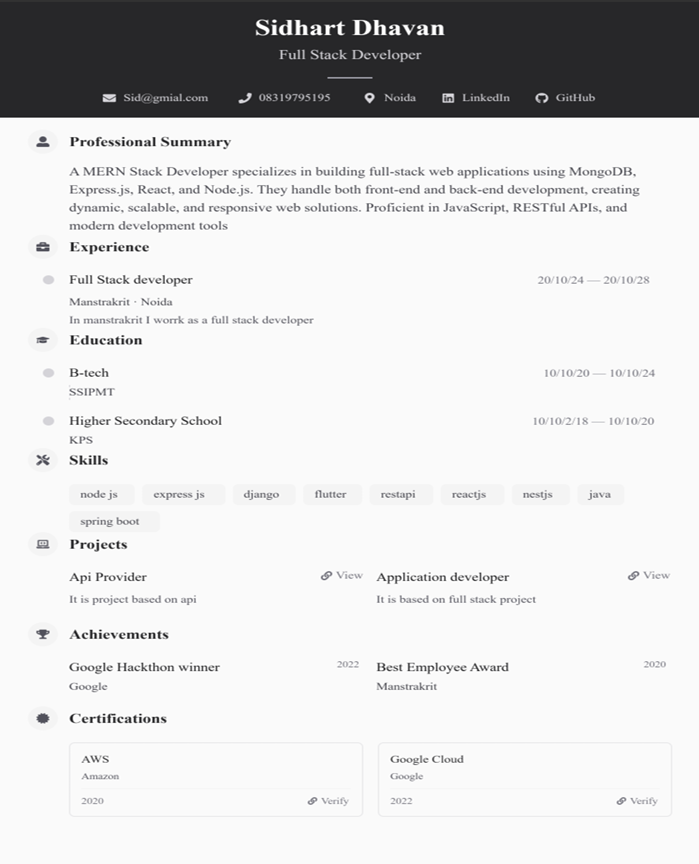 Sidhart Dhavan
Full Stack Developer
Sid@gmial.com 08319795195 Noida LinkedIn GitHub
Professional Summary
A MERN Stack Developer specializes in building full-stack web applications using MongoDB,
Express.js, React, and Node.js. They handle both front-end and back-end development, creating
dynamic, scalable, and responsive web solutions. Proficient in JavaScript, RESTful APIs, and
modern development tools
Experience
Full Stack developer 20/10/24 — 20/10/28
Manstrakrit · Noida
In manstrakrit I worrk as a full stack developer
Education
B-tech 10/10/20 — 10/10/24
SSIPMT
Higher Secondary School 10/10/2/18 — 10/10/20
KPS
Skills
node js express js django flutter restapi reactjs nestjs java
spring boot
Projects
Api Provider View Application developer View
It is project based on api It is based on full stack project
Achievements
Google Hackthon winner 2022 Best Employee Award 2020
Google Manstrakrit
Certifications
AWS Google Cloud
Amazon Google
2020 Verify 2022 Verify